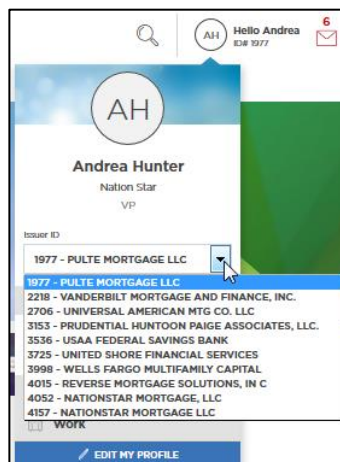 AH
Hello Andrea
ID# 1977
6
AH
Andrea Hunter
Nation Star
VP
Issuer ID
1977 - PULTE MORTGAGE LLC
1977 - PULTE MORTGAGE LLC
2218 - VANDERBILT MORTGAGE AND FINANCE, INC.
2706 - UNIVERSAL AMERICAN MTG CO. LLC
3153 - PRUDENTIAL HUNTOON PAIGE ASSOCIATES, LLC.
3536 - USAA FEDERAL SAVINGS BANK
3725 - UNITED SHORE FINANCIAL SERVICES
3998 - WELLS FARGO MULTIFAMILY CAPITAL
4015 - REVERSE MORTGAGE SOLUTIONS, IN C
4052 - NATIONSTAR MORTGAGE, LLC
4157 - NATIONSTAR MORTGAGE LLC
Work
EDIT MY PROFILE